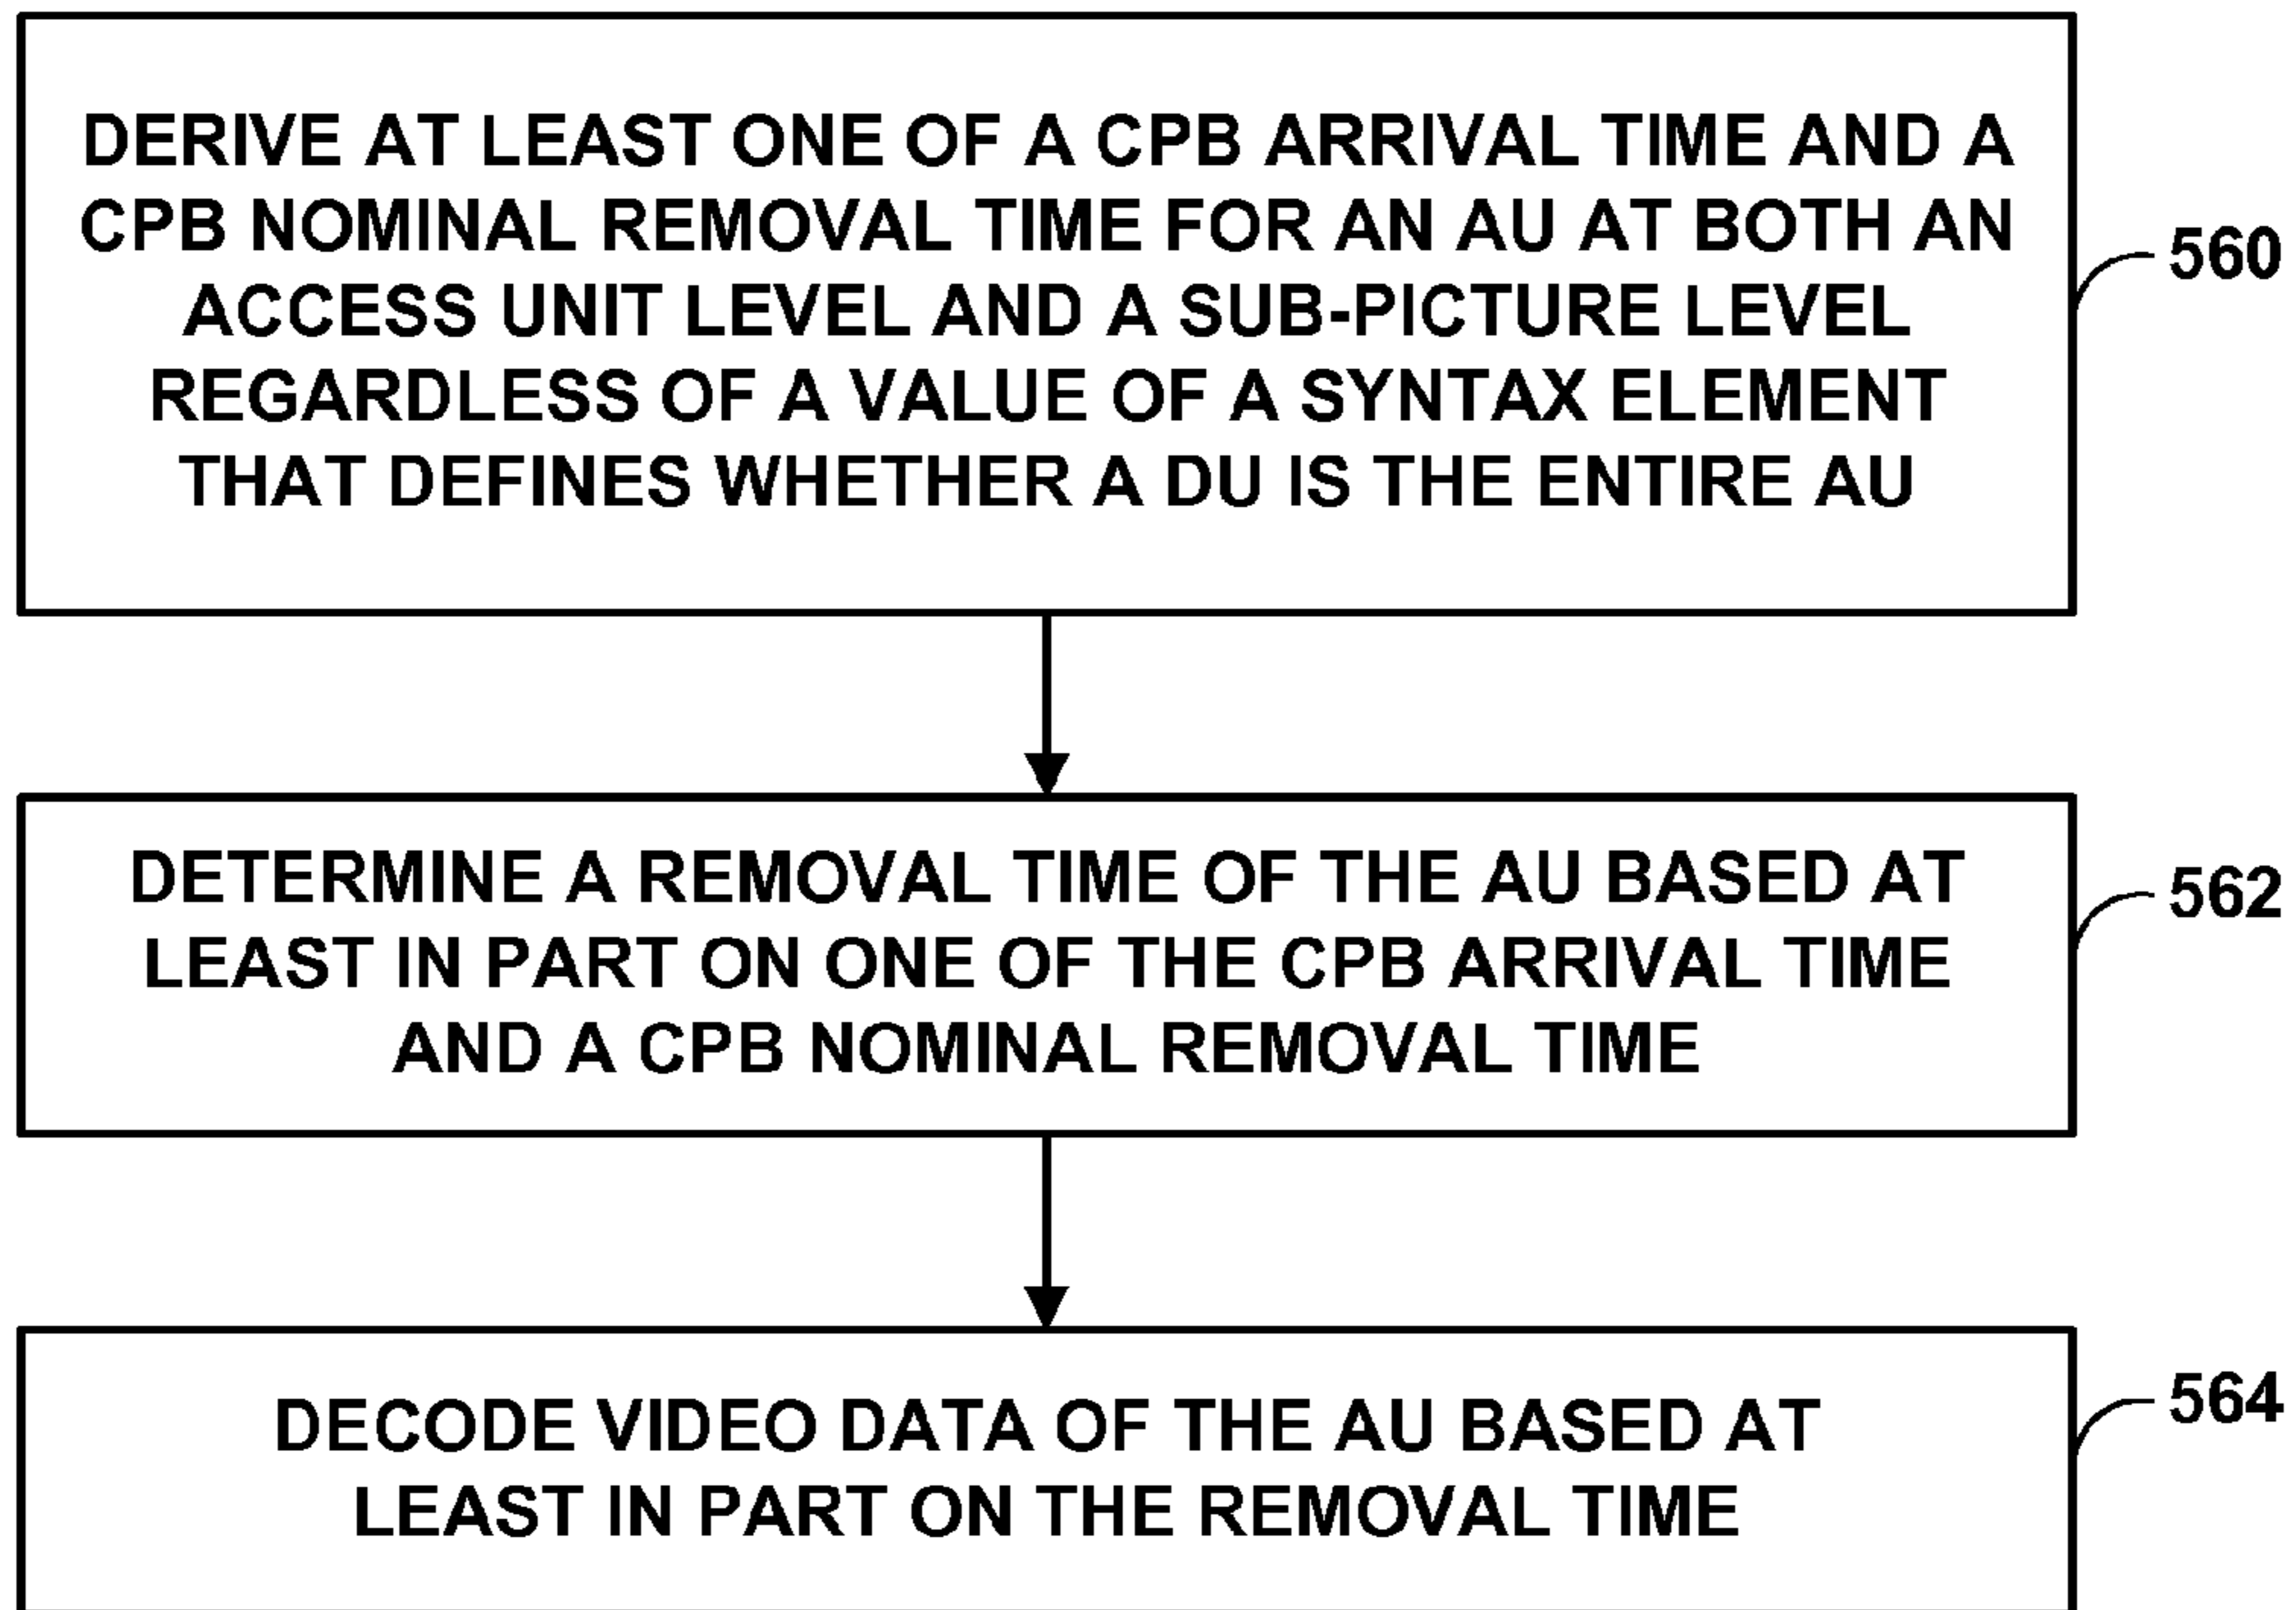 DERIVE AT LEAST ONE OF A CPB ARRIVAL TIME AND A
CPB NOMINAL REMOVAL TIME FOR AN AU AT BOTH AN
ACCESS UNIT LEVEL AND A SUB-PICTURE LEVEL
REGARDLESS OF A VALUE OF A SYNTAX ELEMENT
THAT DEFINES WHETHER A DU IS THE ENTIRE AU
560
DETERMINE A REMOVAL TIME OF THE AU BASED AT
LEAST IN PART ON ONE OF THE CPB ARRIVAL TIME
AND A CPB NOMINAL REMOVAL TIME
562
DECODE VIDEO DATA OF THE AU BASED AT
LEAST IN PART ON THE REMOVAL TIME
564